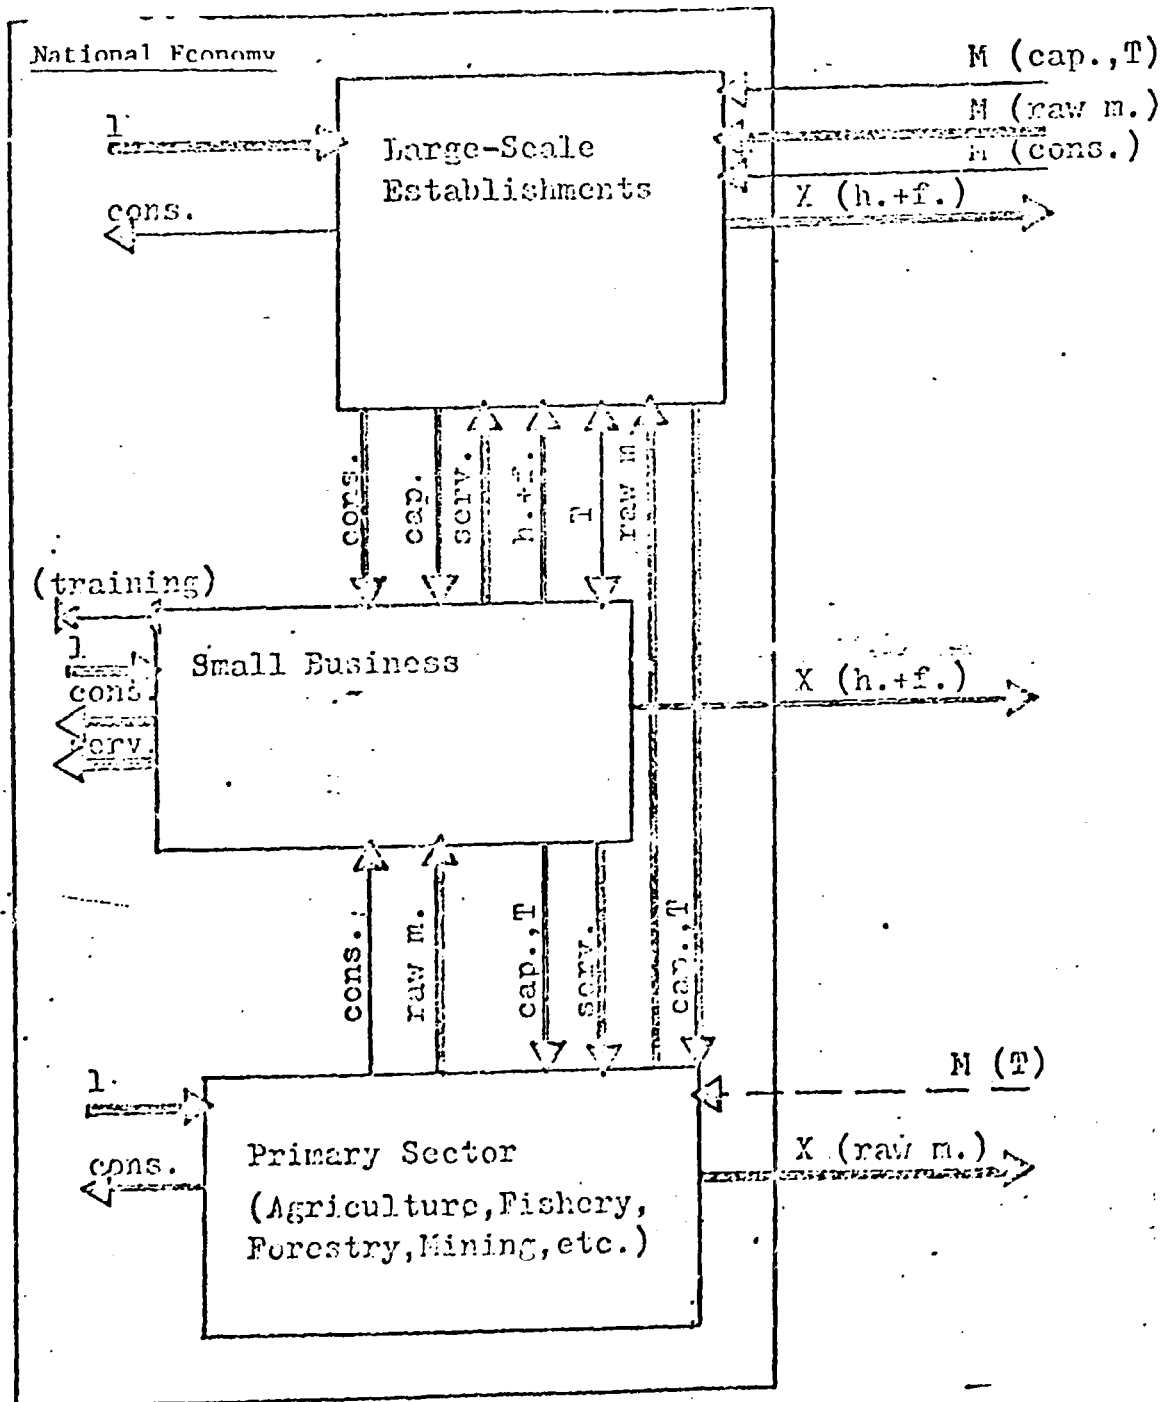 National Economy
M (cap.,T)
M (raw m.)
M (cons.)
l
Large-Scale
Establishments
cons.
X (h.+f.)
cons.
cap.
serv.
h.+f.
T
raw m
(training)
l
Small Business
cons.
serv.
X (h.+f.)
cons.
raw m.
cap.,T
serv.
cap.,T
M (T)
l.
cons.
Primary Sector
X (raw m.)
(Agriculture,Fishery,
Forestry,Mining,etc.)